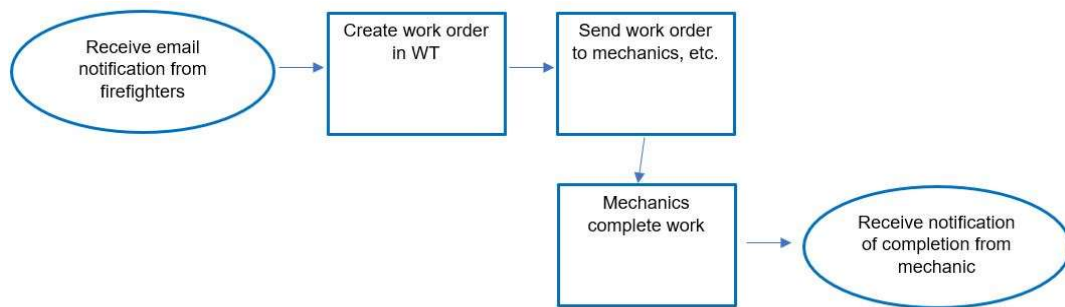 Receive email
notification from
firefighters
Create work order
in WT
Send work order
to mechanics, etc.
Mechanics
complete work
Receive notification
of completion from
mechanic